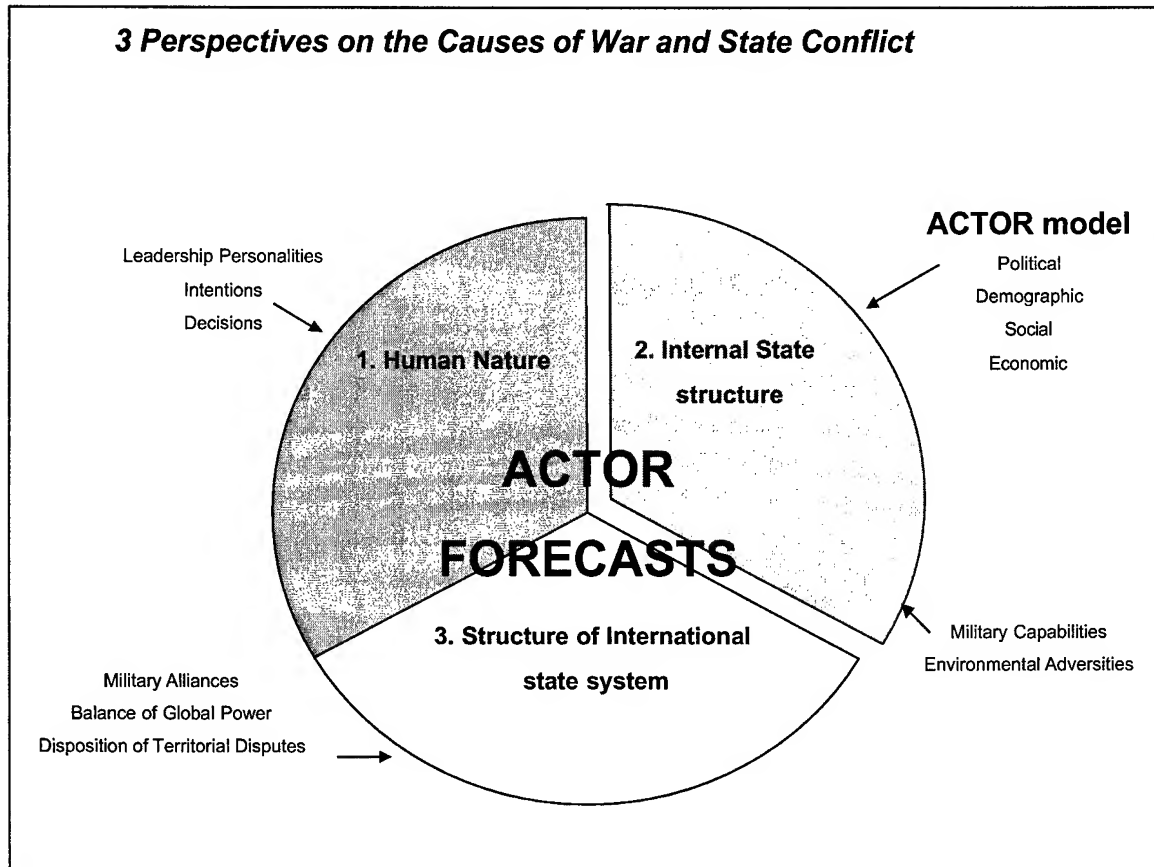 3 Perspectives on the Causes of War and State Conflict
Leadership Personalities
Intentions
Decisions
1. Human Nature
2. Internal State
structure
ACTOR model
Political
Demographic
Social
Economic
ACTOR
FORECASTS
3. Structure of International
state system
Military Capabilities
Environmental Adversities
Military Alliances
Balance of Global Power
Disposition of Territorial Disputes